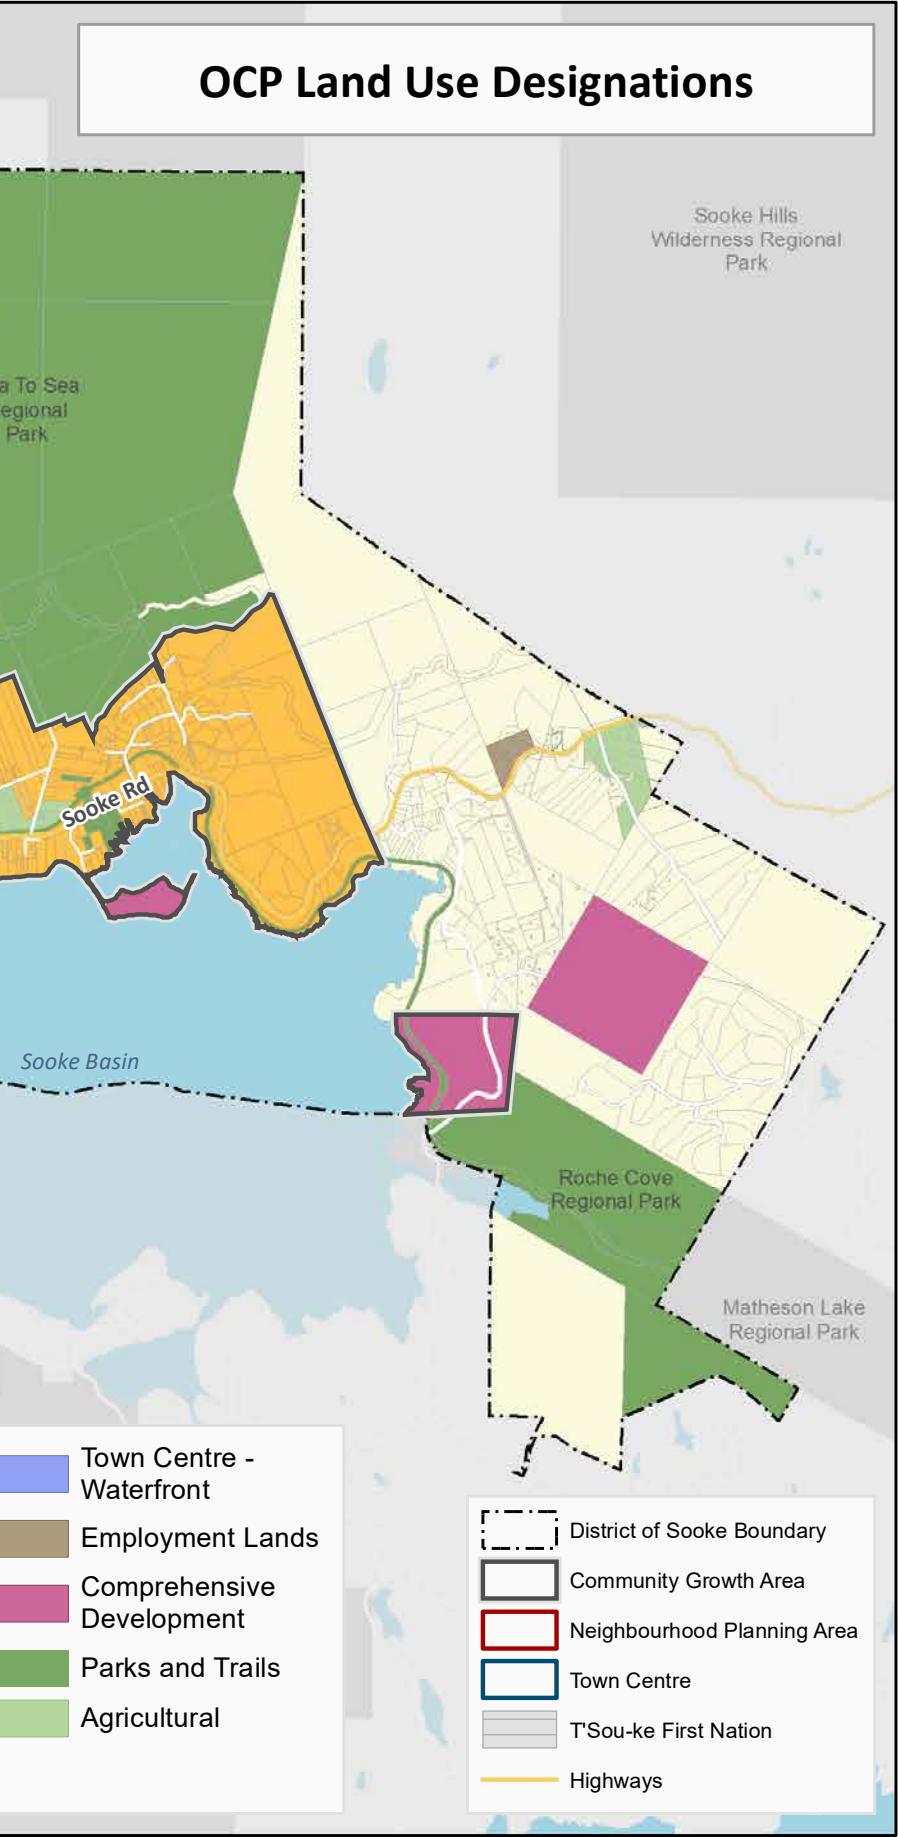 OCP Land Use Designations
Sooke Hills
Wilderness Regional
Park
a To Sea
egional
Park
Sooke Rd
Sooke Basin
Roche Cove
Regional Park
Matheson Lake
Regional Park
Town Centre -
Waterfront
Employment Lands
Comprehensive
Development
Parks and Trails
Agricultural
District of Sooke Boundary
Community Growth Area
Neighbourhood Planning Area
Town Centre
T'Sou-ke First Nation
Highways